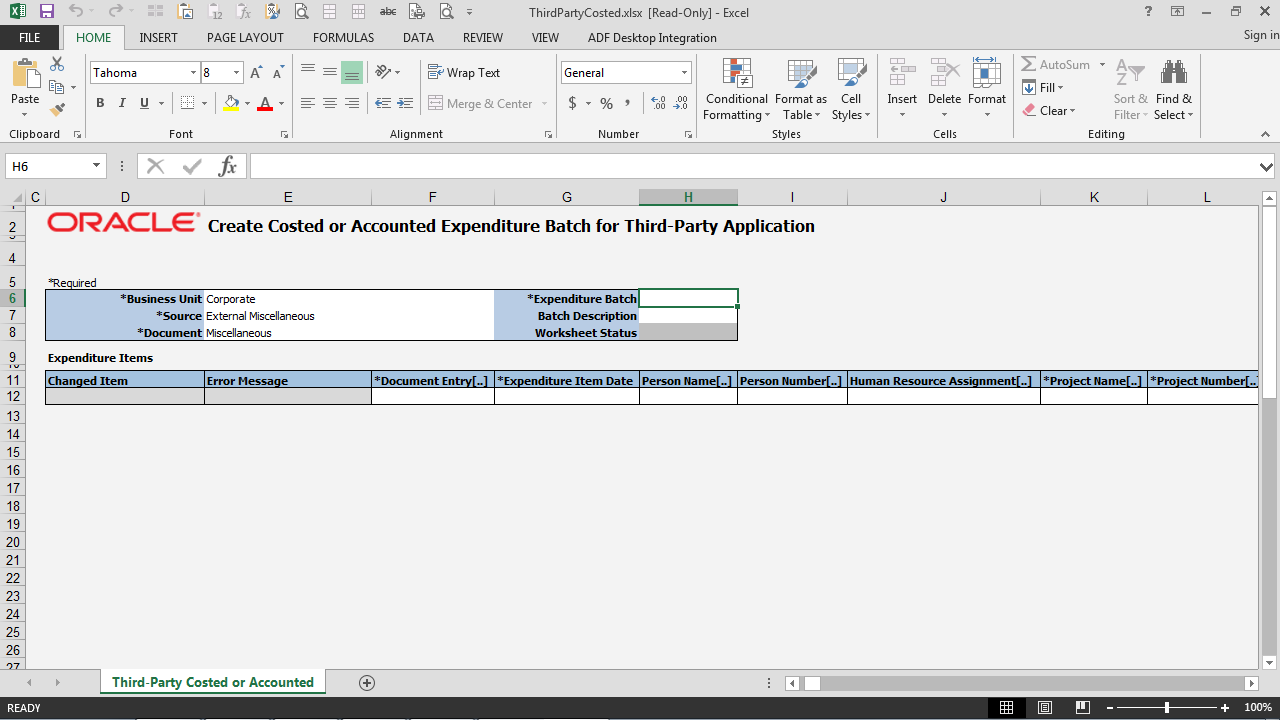 ThirdPartyCosted.xlsx [Read-Only] - Excel
FILE HOME INSERT PAGE LAYOUT FORMULAS DATA REVIEW VIEW ADF Desktop Integration Sign in
Tahoma 8 Wrap Text General AutoSum
Paste Conditional Formatting Format as Table Cell Styles Insert Delete Format Fill Sort & Filter Find & Select
B I U Merge & Center $ % , Clear
Clipboard Font Alignment Number Styles Cells Editing
H6 fx
C D E F G H I J K L
2 ORACLE Create Costed or Accounted Expenditure Batch for Third-Party Application
4
5 *Required
6 *Business Unit Corporate *Expenditure Batch
7 *Source External Miscellaneous Batch Description
8 *Document Miscellaneous Worksheet Status
9 Expenditure Items
11 Changed Item Error Message *Document Entry[..] *Expenditure Item Date Person Name[..] Person Number[..] Human Resource Assignment[..] *Project Name[..] *Project Number[..
12
13
14
15
16
17
18
19
20
21
22
23
24
25
26
27
Third-Party Costed or Accounted
READY 100%